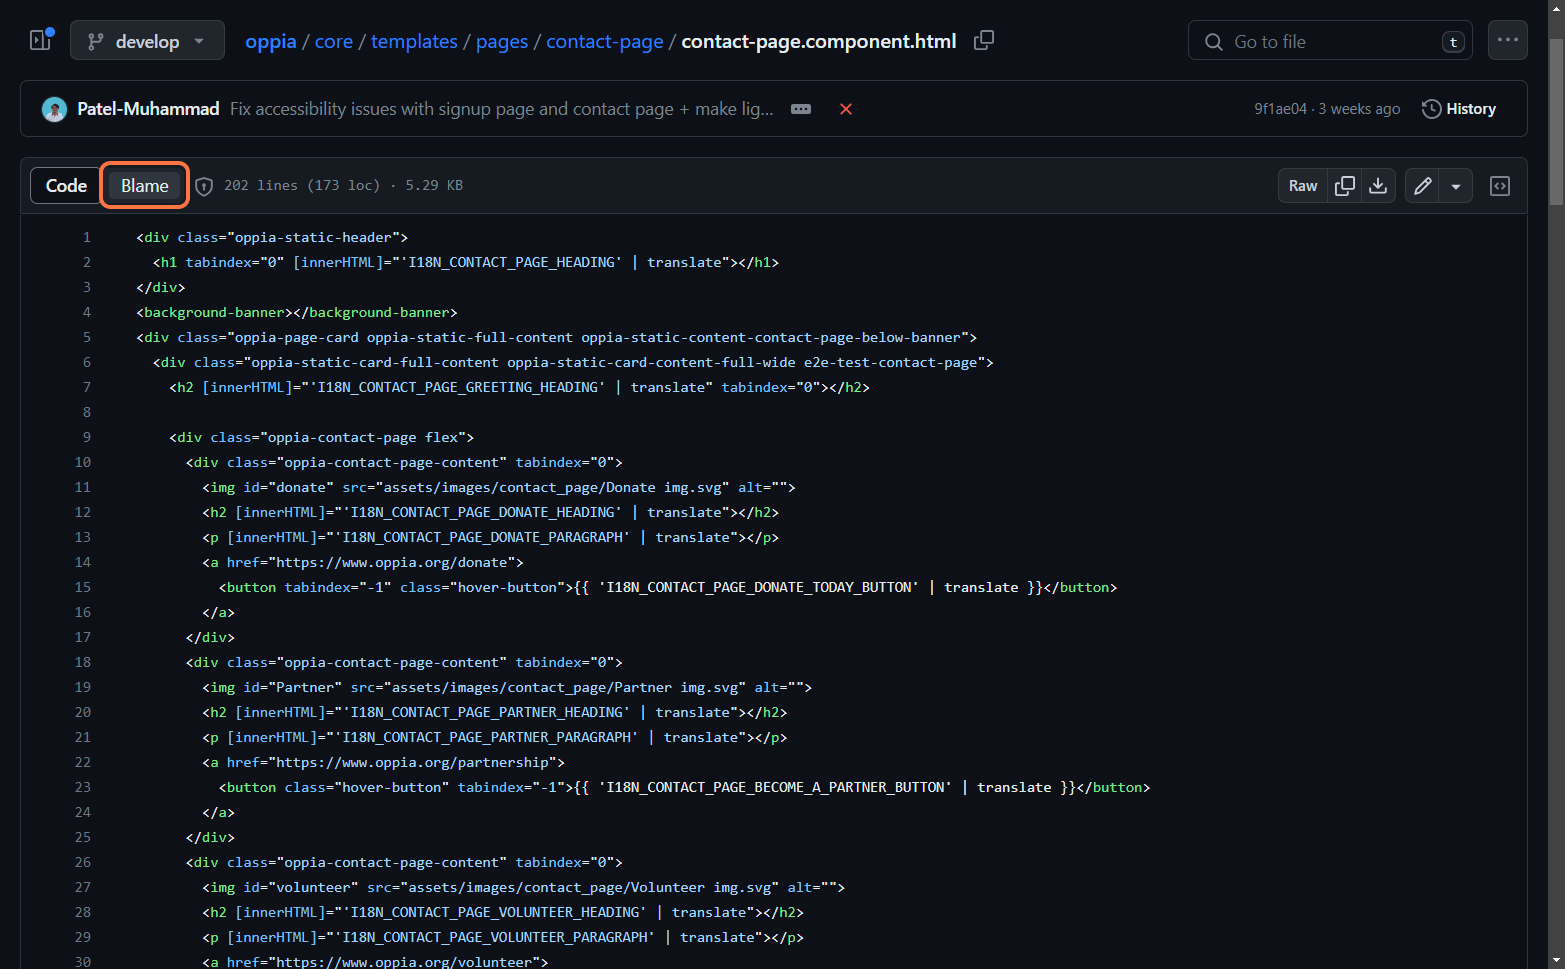 develop oppia / core / templates / pages / contact-page / contact-page.component.html Go to file t
Patel-Muhammad Fix accessibility issues with signup page and contact page + make lig... 9f1ae04 · 3 weeks ago History
Code Blame 202 lines (173 loc) · 5.29 KB Raw
1 <div class="oppia-static-header">
2 <h1 tabindex="0" [innerHTML]="'I18N_CONTACT_PAGE_HEADING' | translate"></h1>
3 </div>
4 <background-banner></background-banner>
5 <div class="oppia-page-card oppia-static-full-content oppia-static-content-contact-page-below-banner">
6 <div class="oppia-static-card-full-content oppia-static-card-content-full-wide e2e-test-contact-page">
7 <h2 [innerHTML]="'I18N_CONTACT_PAGE_GREETING_HEADING' | translate" tabindex="0"></h2>
8
9 <div class="oppia-contact-page flex">
10 <div class="oppia-contact-page-content" tabindex="0">
11 <img id="donate" src="assets/images/contact_page/Donate img.svg" alt="">
12 <h2 [innerHTML]="'I18N_CONTACT_PAGE_DONATE_HEADING' | translate"></h2>
13 <p [innerHTML]="'I18N_CONTACT_PAGE_DONATE_PARAGRAPH' | translate"></p>
14 <a href="https://www.oppia.org/donate">
15 <button tabindex="-1" class="hover-button">{{ 'I18N_CONTACT_PAGE_DONATE_TODAY_BUTTON' | translate }}</button>
16 </a>
17 </div>
18 <div class="oppia-contact-page-content" tabindex="0">
19 <img id="Partner" src="assets/images/contact_page/Partner img.svg" alt="">
20 <h2 [innerHTML]="'I18N_CONTACT_PAGE_PARTNER_HEADING' | translate"></h2>
21 <p [innerHTML]="'I18N_CONTACT_PAGE_PARTNER_PARAGRAPH' | translate"></p>
22 <a href="https://www.oppia.org/partnership">
23 <button class="hover-button" tabindex="-1">{{ 'I18N_CONTACT_PAGE_BECOME_A_PARTNER_BUTTON' | translate }}</button>
24 </a>
25 </div>
26 <div class="oppia-contact-page-content" tabindex="0">
27 <img id="volunteer" src="assets/images/contact_page/Volunteer img.svg" alt="">
28 <h2 [innerHTML]="'I18N_CONTACT_PAGE_VOLUNTEER_HEADING' | translate"></h2>
29 <p [innerHTML]="'I18N_CONTACT_PAGE_VOLUNTEER_PARAGRAPH' | translate"></p>
30 <a href="https://www.oppia.org/volunteer">